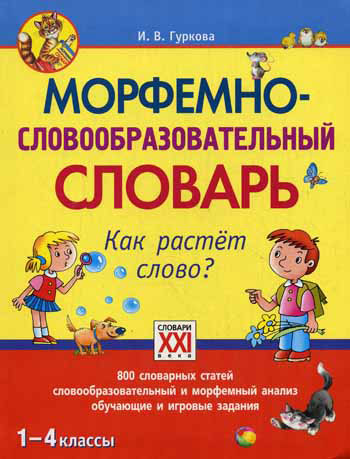 И. В. Гуркова
МОРФЕМНО-
СЛОВООБРАЗОВАТЕЛЬНЫЙ
СЛОВАРЬ
Как растёт
слово?
СЛОВАРИ
XXI
века
800 словарных статей
словообразовательный и морфемный анализ
обучающие и игровые задания
1–4 классы